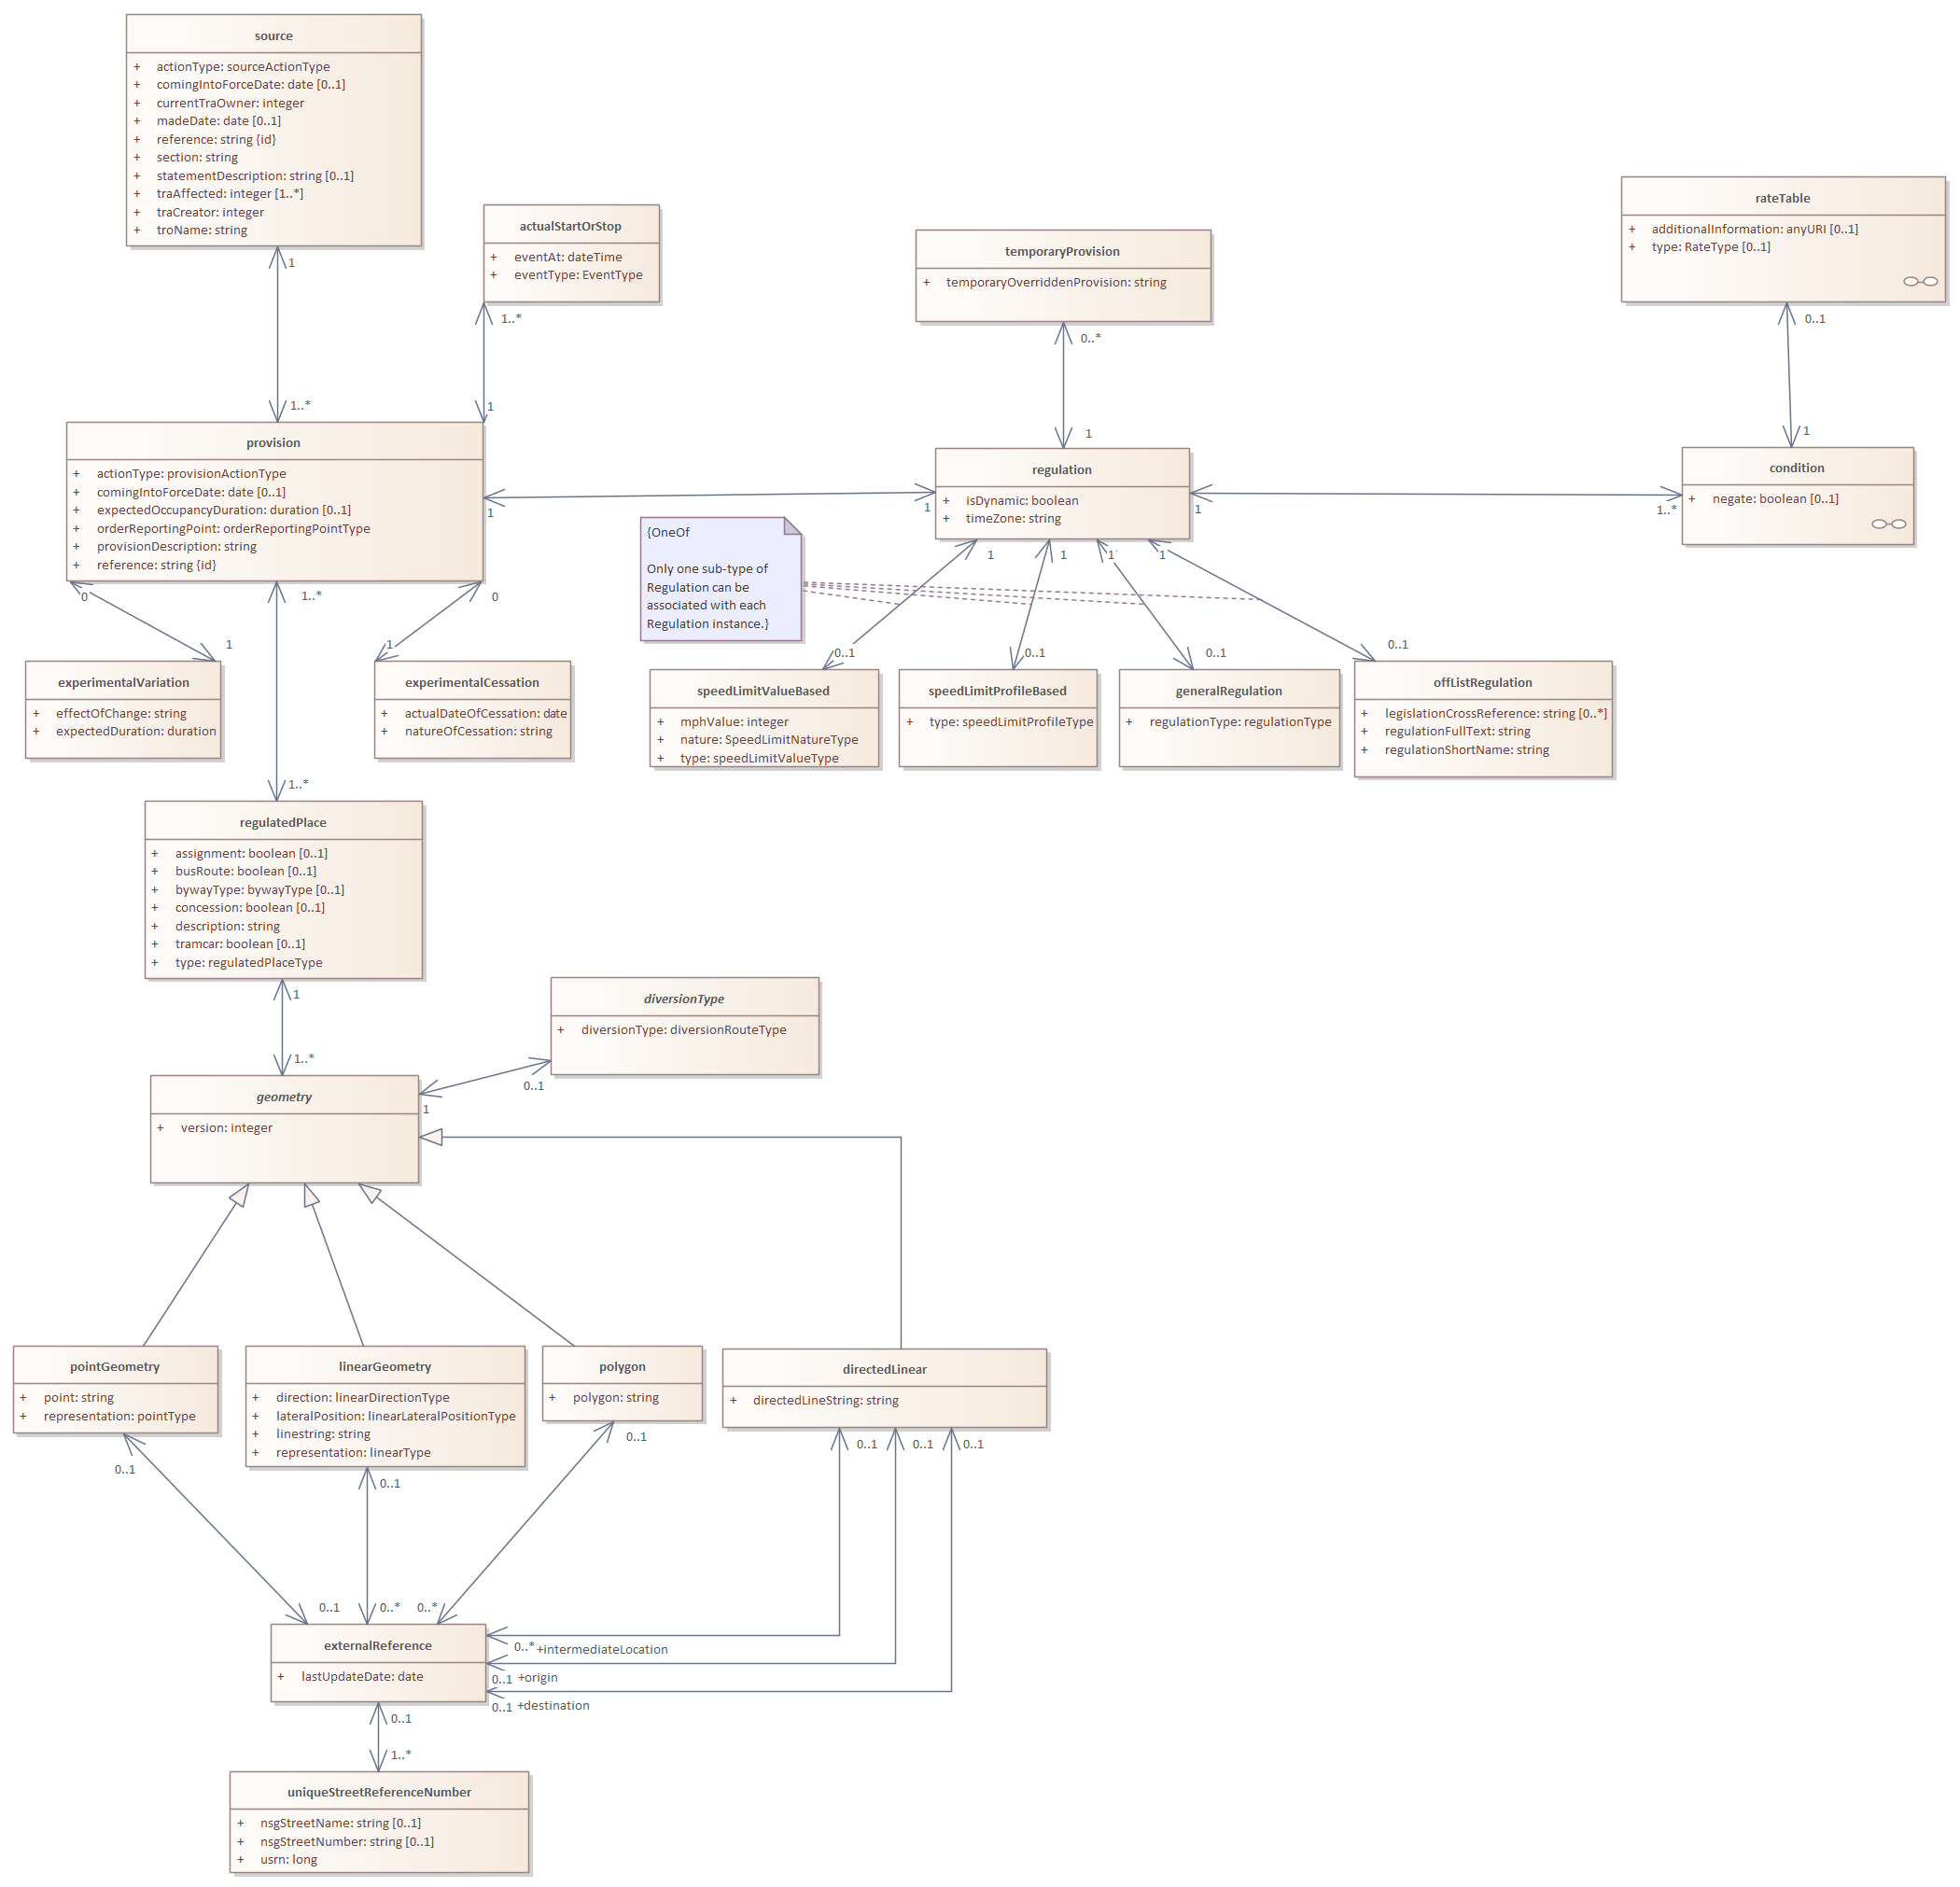 source
+ actionType: sourceActionType
+ comingIntoForceDate: date [0..1]
+ currentTraOwner: integer
+ madeDate: date [0..1]
+ reference: string {id}
+ section: string
+ statementDescription: string [0..1]
+ traAffected: integer [1..*]
+ traCreator: integer
+ troName: string
1
1..*
actualStartOrStop
+ eventAt: dateTime
+ eventType: EventType
1..*
1
temporaryProvision
+ temporaryOverriddenProvision: string
0..*
1
rateTable
+ additionalInformation: anyURI [0..1]
+ type: RateType [0..1]
0..1
1
provision
+ actionType: provisionActionType
+ comingIntoForceDate: date [0..1]
+ expectedOccupancyDuration: duration [0..1]
+ orderReportingPoint: orderReportingPointType
+ provisionDescription: string
+ reference: string {id}
1
1
regulation
+ isDynamic: boolean
+ timeZone: string
1
1..*
condition
+ negate: boolean [0..1]
{OneOf
Only one sub-type of
Regulation can be
associated with each
Regulation instance.}
1
1
1
1
0..1
0..1
0..1
0..1
0
1..*
0
1
1
experimentalVariation
+ effectOfChange: string
+ expectedDuration: duration
experimentalCessation
+ actualDateOfCessation: date
+ natureOfCessation: string
speedLimitValueBased
+ mphValue: integer
+ nature: SpeedLimitNatureType
+ type: speedLimitValueType
speedLimitProfileBased
+ type: speedLimitProfileType
generalRegulation
+ regulationType: regulationType
offListRegulation
+ legislationCrossReference: string [0..*]
+ regulationFullText: string
+ regulationShortName: string
1..*
regulatedPlace
+ assignment: boolean [0..1]
+ busRoute: boolean [0..1]
+ bywayType: bywayType [0..1]
+ concession: boolean [0..1]
+ description: string
+ tramcar: boolean [0..1]
+ type: regulatedPlaceType
1
1..*
diversionType
+ diversionType: diversionRouteType
0..1
1
geometry
+ version: integer
pointGeometry
+ point: string
+ representation: pointType
linearGeometry
+ direction: linearDirectionType
+ lateralPosition: linearLateralPositionType
+ linestring: string
+ representation: linearType
polygon
+ polygon: string
directedLinear
+ directedLineString: string
0..1
0..1
0..1
0..1
0..1
0..1
0..1
0..*
0..*
externalReference
+ lastUpdateDate: date
0..* +intermediateLocation
0..1 +origin
0..1 +destination
0..1
1..*
uniqueStreetReferenceNumber
+ nsgStreetName: string [0..1]
+ nsgStreetNumber: string [0..1]
+ usrn: long